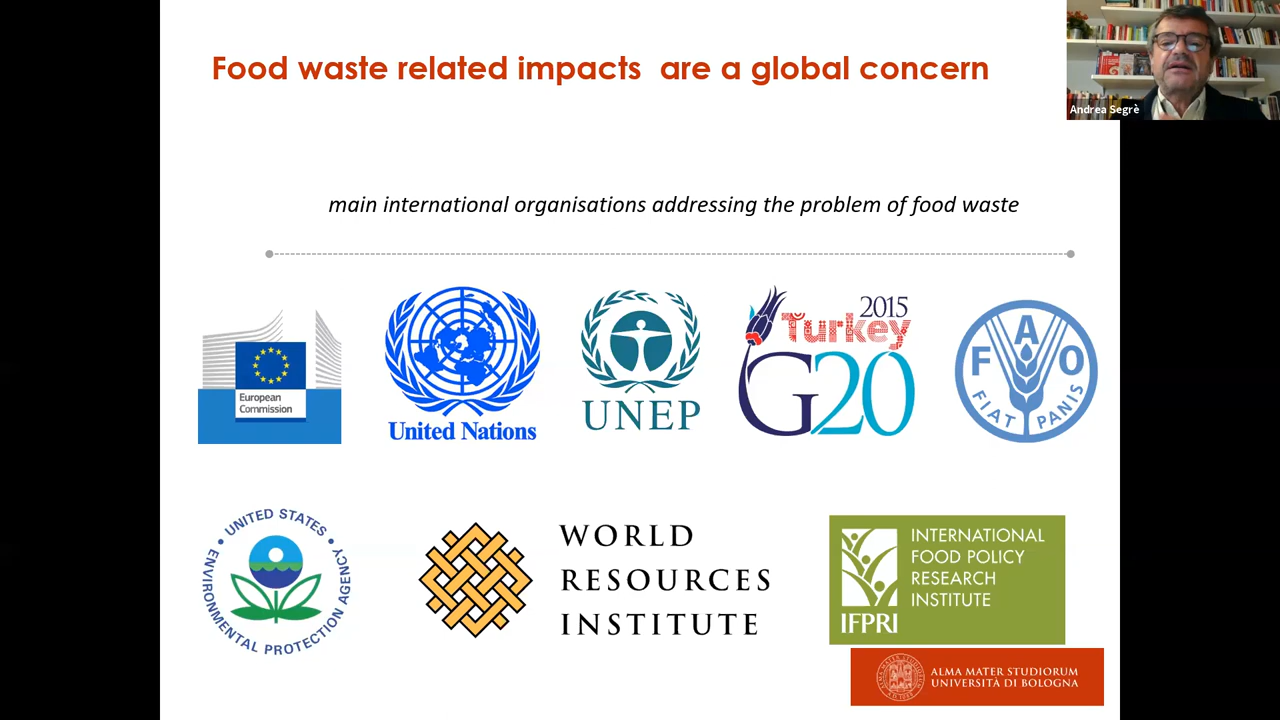 Food waste related impacts are a global concern
Andrea Segrè
main international organisations addressing the problem of food waste
European
Commission
United Nations
UNEP
2015
Turkey
G20
FAO
FIAT PANIS
UNITED STATES
ENVIRONMENTAL PROTECTION AGENCY
WORLD
RESOURCES
INSTITUTE
INTERNATIONAL
FOOD POLICY
RESEARCH
INSTITUTE
IFPRI
ALMA MATER STUDIORUM
UNIVERSITÀ DI BOLOGNA